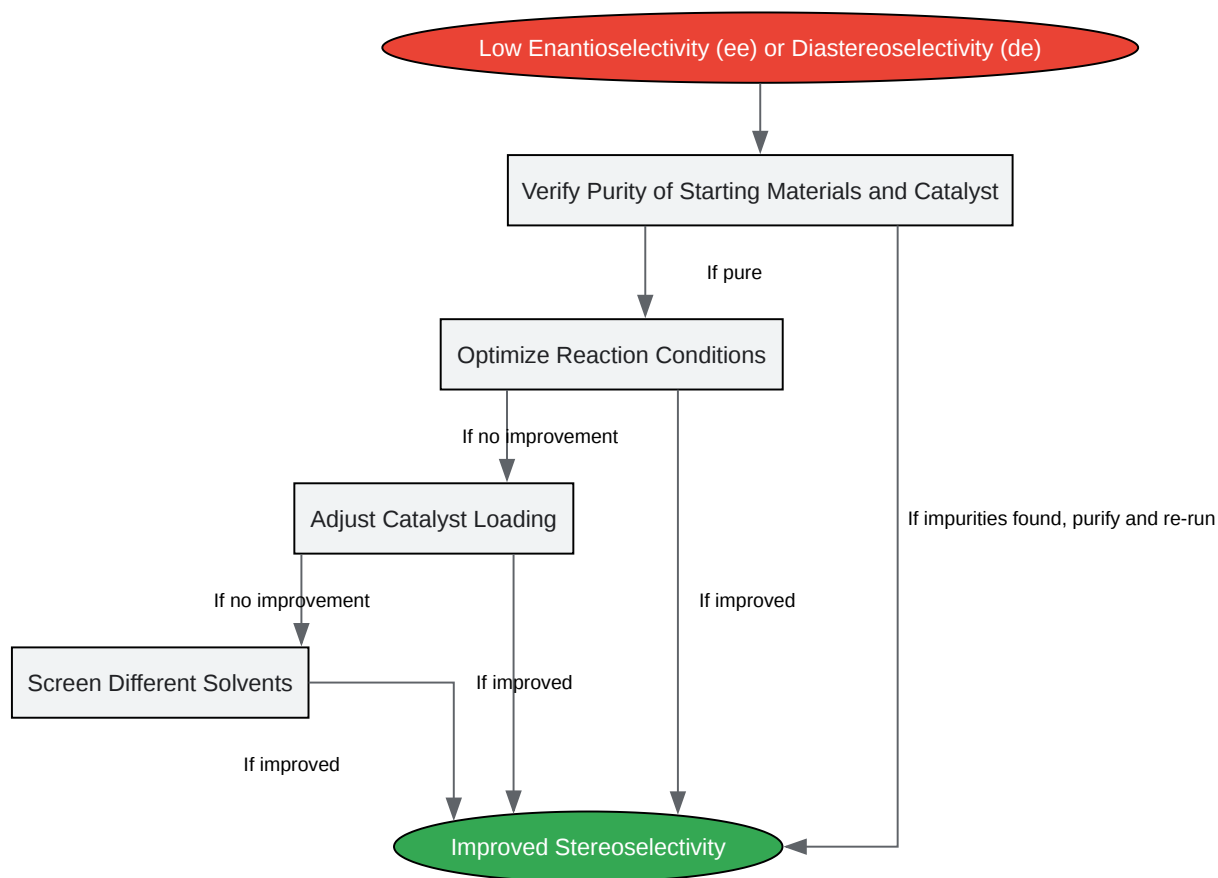 Low Enantioselectivity (ee) or Diastereoselectivity (de)
Verify Purity of Starting Materials and Catalyst
If pure
Optimize Reaction Conditions
If no improvement
Adjust Catalyst Loading
If impurities found, purify and re-run
If no improvement
If improved
Screen Different Solvents
If improved
If improved
Improved Stereoselectivity